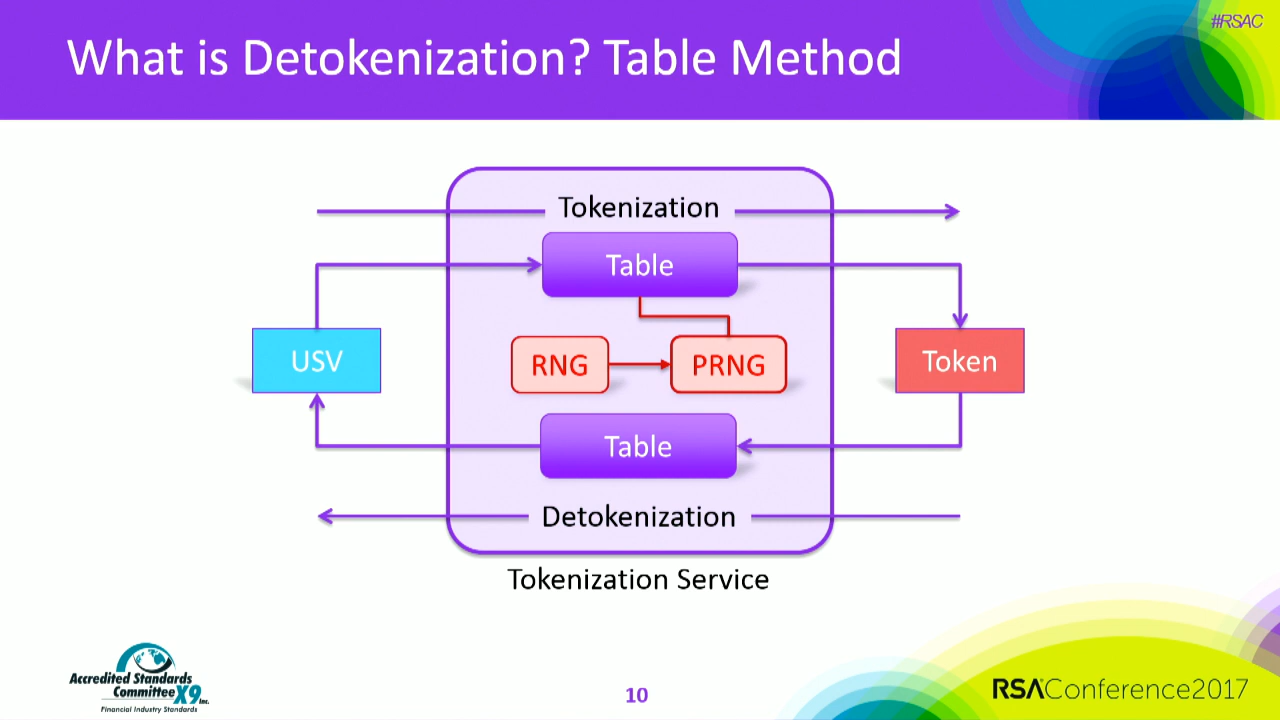 #RSAC
What is Detokenization? Table Method
Tokenization
Table
USV
RNG
PRNG
Token
Table
Detokenization
Tokenization Service
Accredited Standards
Committee X9 Inc.
Financial Industry Standards
10
RSAConference2017